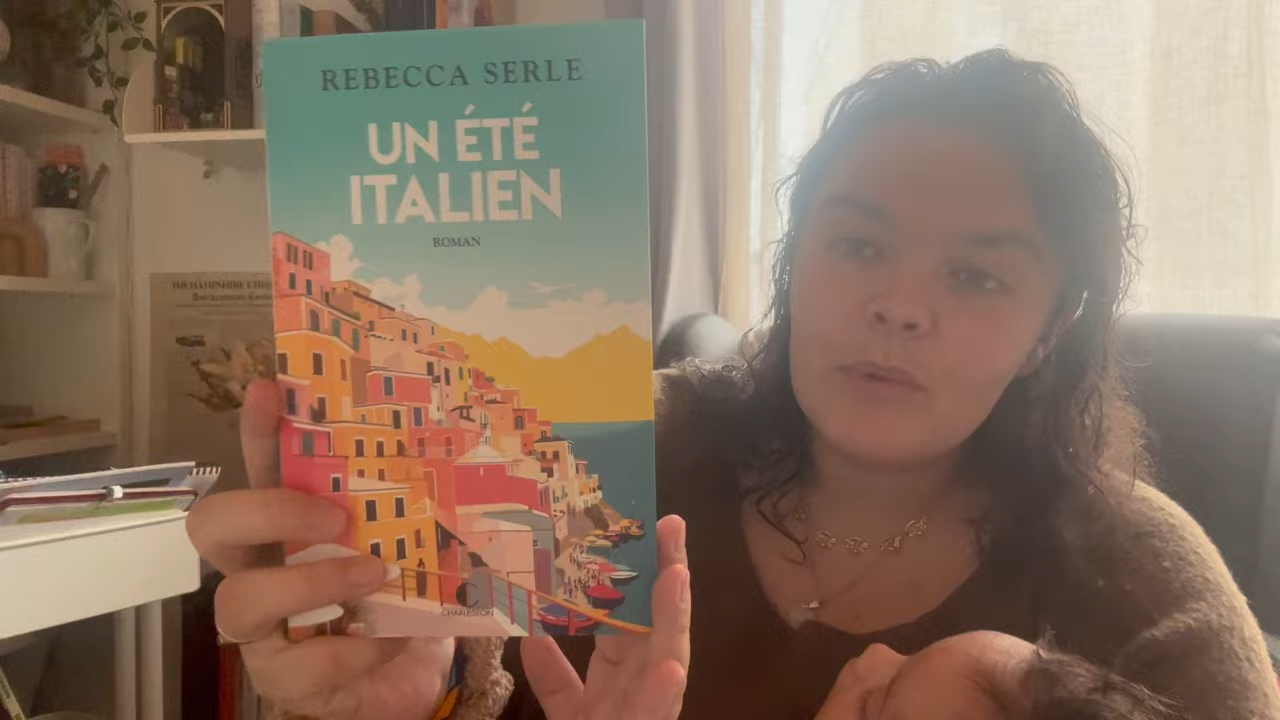 REBECCA SERLE
UN ÉTÉ
ITALIEN
ROMAN
CHARLESTON